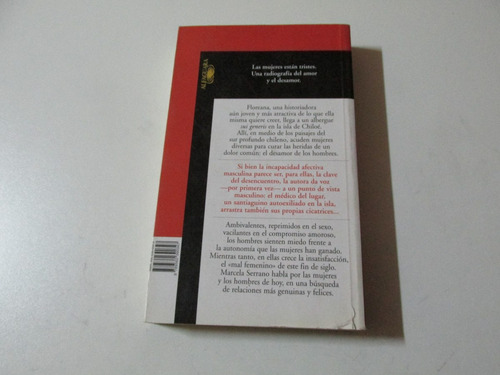 ALFAGUARA
Las mujeres están tristes.
Una radiografía del amor
y el desamor.
Floreana, una historiadora
aún joven y más atractiva de lo que ella
misma quiere creer, llega a un albergue
sui generis en la isla de Chiloé.
Allí, en medio de los paisajes del
sur profundo chileno, acuden mujeres
diversas para curar las heridas de un
dolor común: el desamor de los hombres.
Si bien la incapacidad afectiva
masculina parece ser, para ellas, la clave
del desencuentro, la autora da voz
—por primera vez— a un punto de vista
masculino: el médico del lugar,
un santiaguino autoexiliado en la isla,
arrastra también sus propias cicatrices...
Ambivalentes, reprimidos en el sexo,
vacilantes en el compromiso amoroso,
los hombres sienten miedo frente a
la autonomía que las mujeres han ganado.
Mientras tanto, en ellas crece la insatisfacción,
el «mal femenino» de este fin de siglo.
Marcela Serrano habla por las mujeres
y los hombres de hoy, en una búsqueda
de relaciones más genuinas y felices.